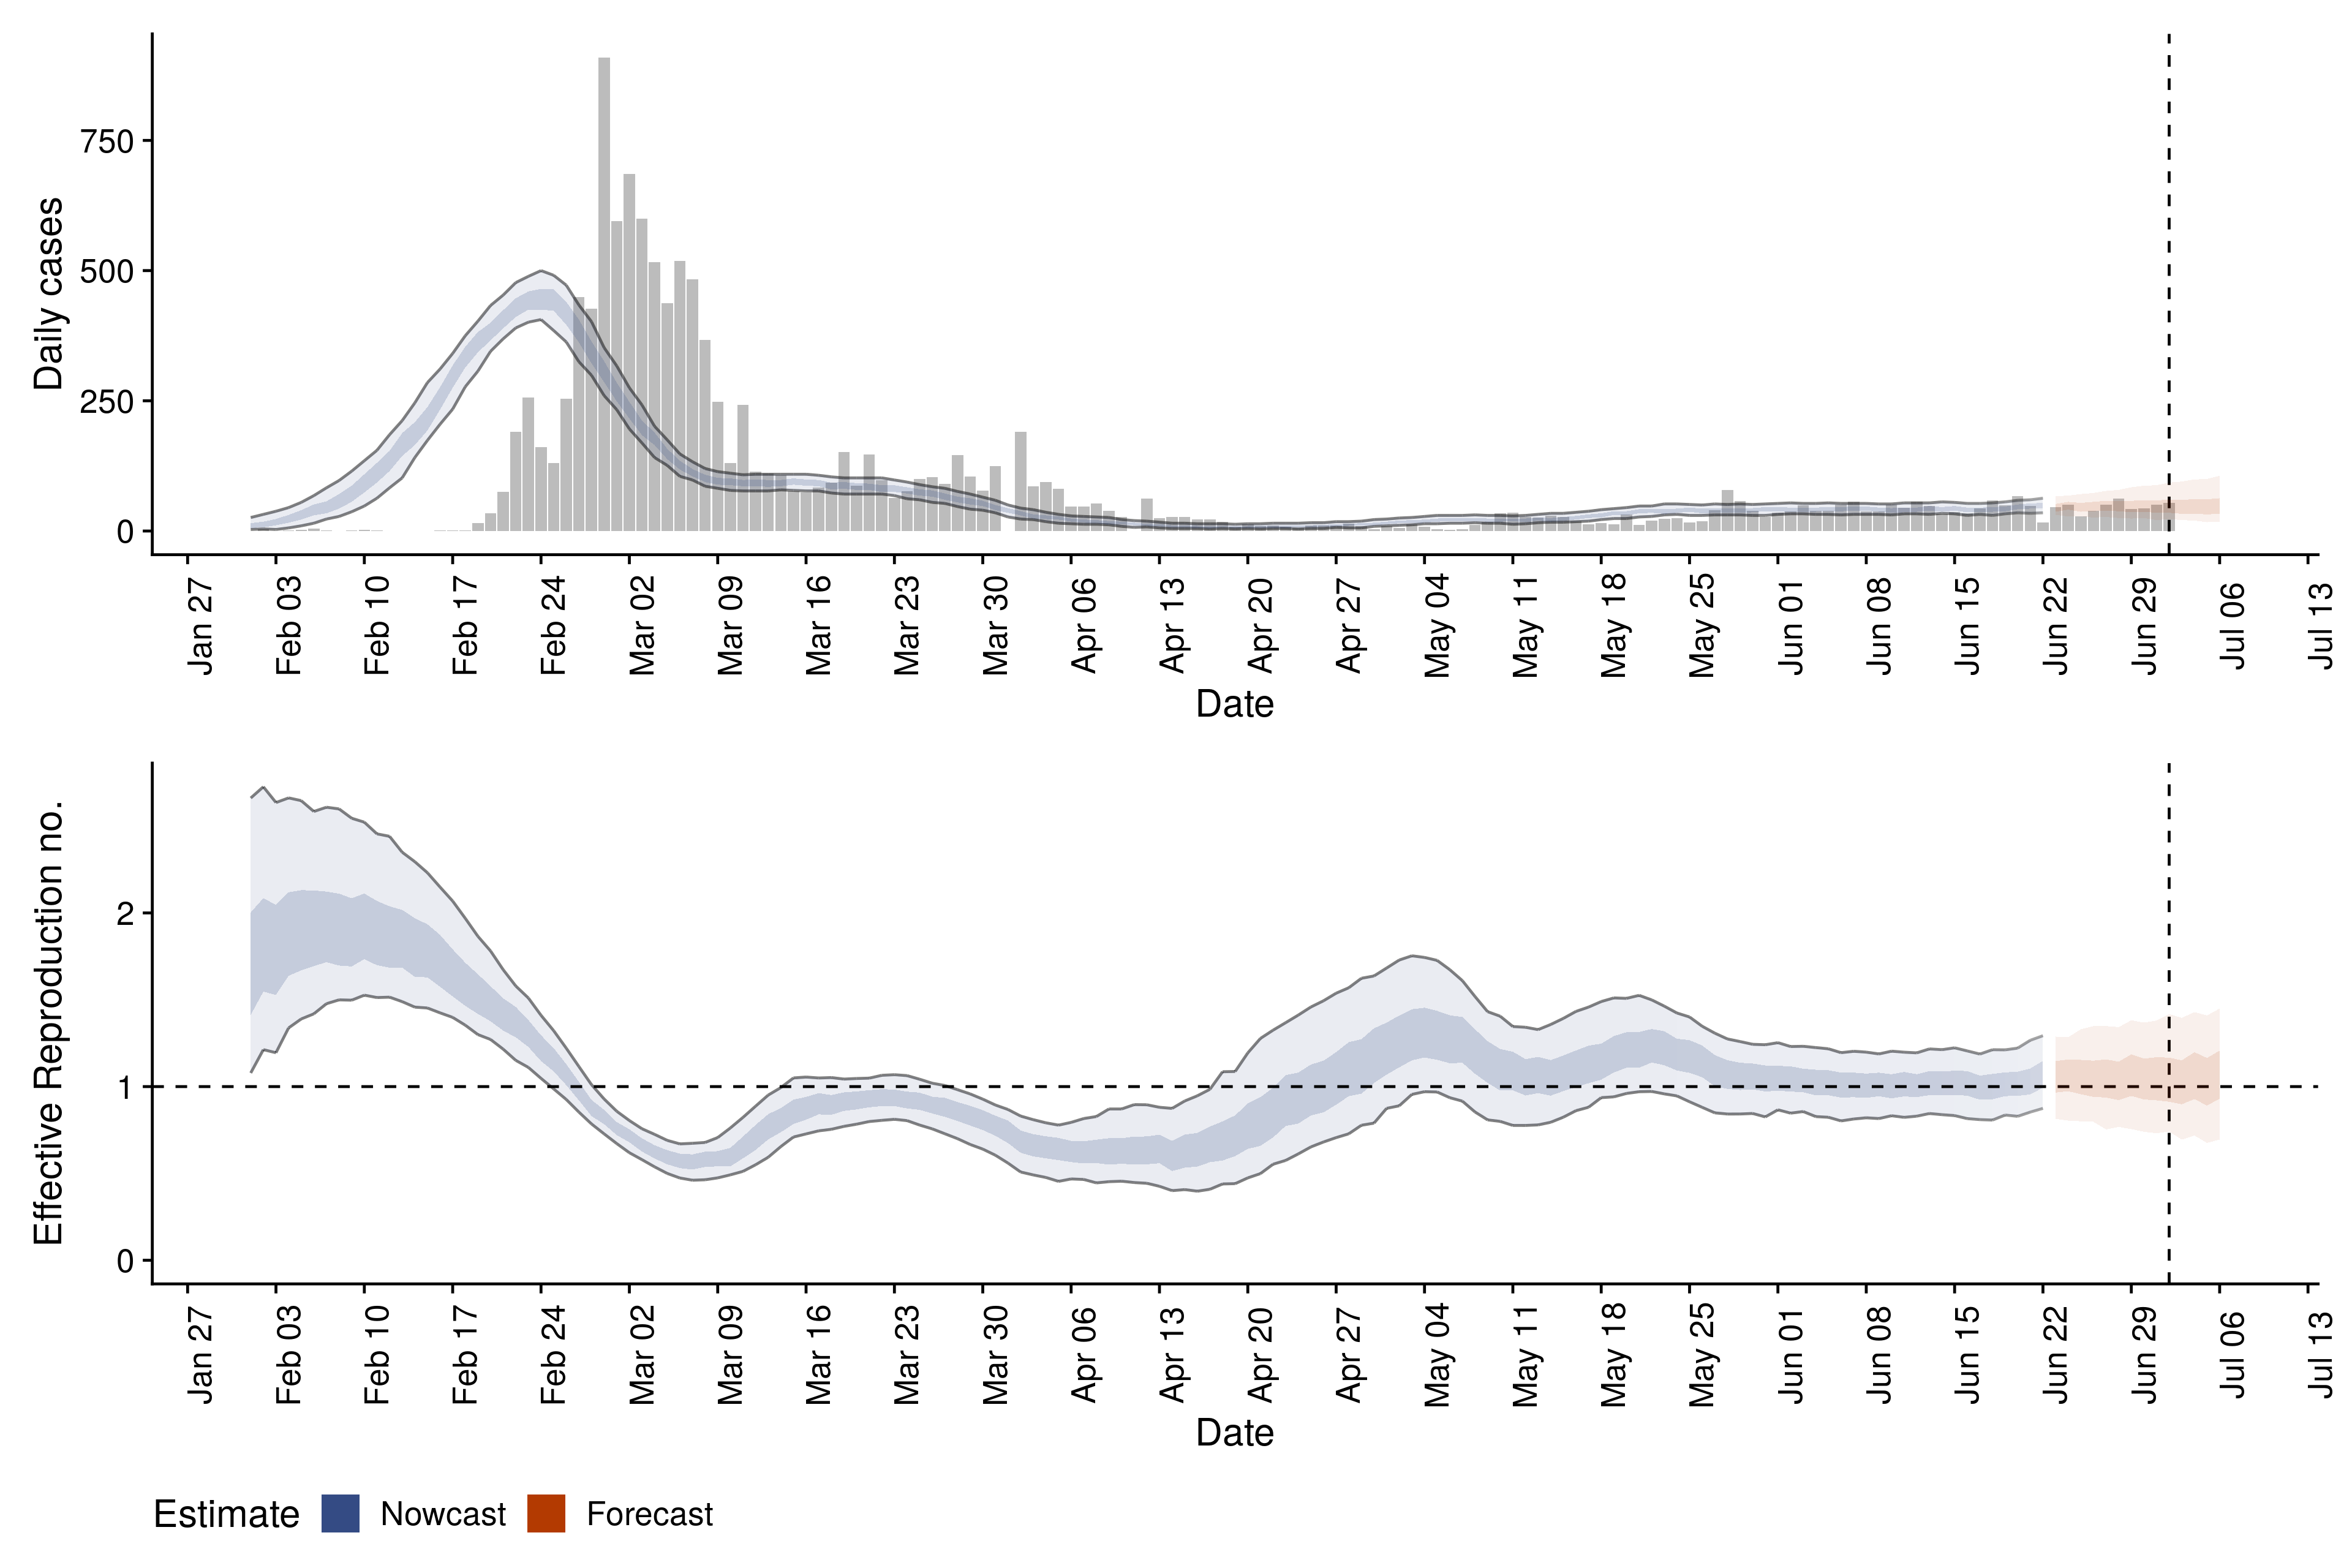 Daily cases
750
500
250
0
Jan 27
Feb 03
Feb 10
Feb 17
Feb 24
Mar 02
Mar 09
Mar 16
Mar 23
Mar 30
Apr 06
Apr 13
Apr 20
Apr 27
May 04
May 11
May 18
May 25
Jun 01
Jun 08
Jun 15
Jun 22
Jun 29
Jul 06
Jul 13
Date
Effective Reproduction no.
2
1
0
Jan 27
Feb 03
Feb 10
Feb 17
Feb 24
Mar 02
Mar 09
Mar 16
Mar 23
Mar 30
Apr 06
Apr 13
Apr 20
Apr 27
May 04
May 11
May 18
May 25
Jun 01
Jun 08
Jun 15
Jun 22
Jun 29
Jul 06
Jul 13
Date
Estimate Nowcast Forecast